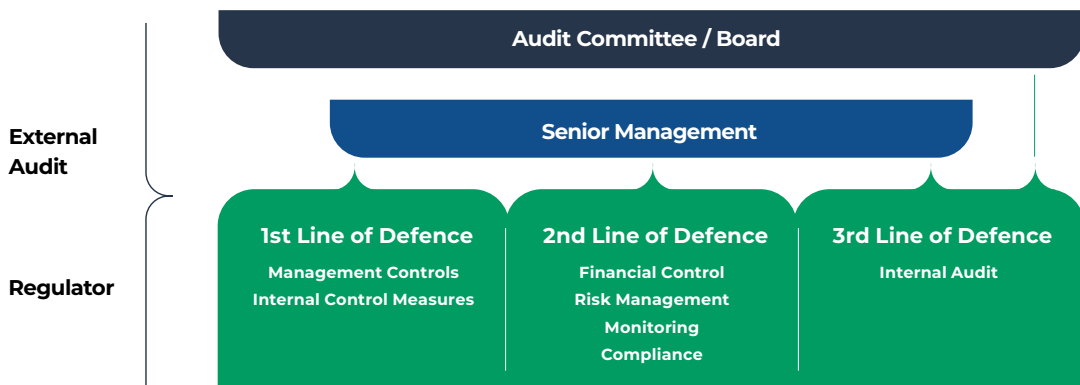 Audit Committee / Board
Senior Management
External
Audit
Regulator
1st Line of Defence
Management Controls
Internal Control Measures
2nd Line of Defence
Financial Control
Risk Management
Monitoring
Compliance
3rd Line of Defence
Internal Audit